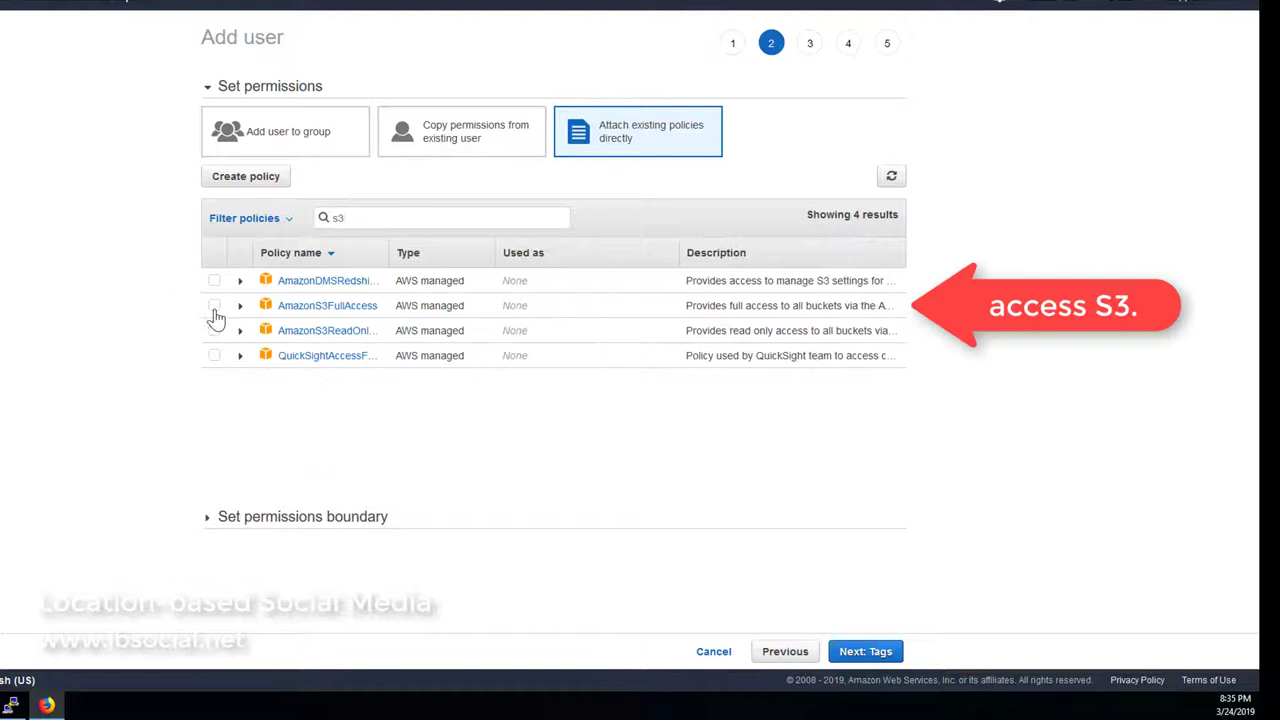 Add user
1 2 3 4 5
Set permissions
Add user to group
Copy permissions from existing user
Attach existing policies directly
Create policy
Filter policies
s3
Showing 4 results
Policy name Type Used as Description
AmazonDMSRedshi... AWS managed None Provides access to manage S3 settings for ...
AmazonS3FullAccess AWS managed None Provides full access to all buckets via the A...
AmazonS3ReadOnl... AWS managed None Provides read only access to all buckets via...
QuickSightAccessF... AWS managed None Policy used by QuickSight team to access c...
access S3.
Set permissions boundary
Location-based Social Media
www.lbsocial.net
Cancel Previous Next: Tags
sh (US)
© 2008 - 2019, Amazon Web Services, Inc. or its affiliates. All rights reserved. Privacy Policy Terms of Use
8:35 PM
3/24/2019